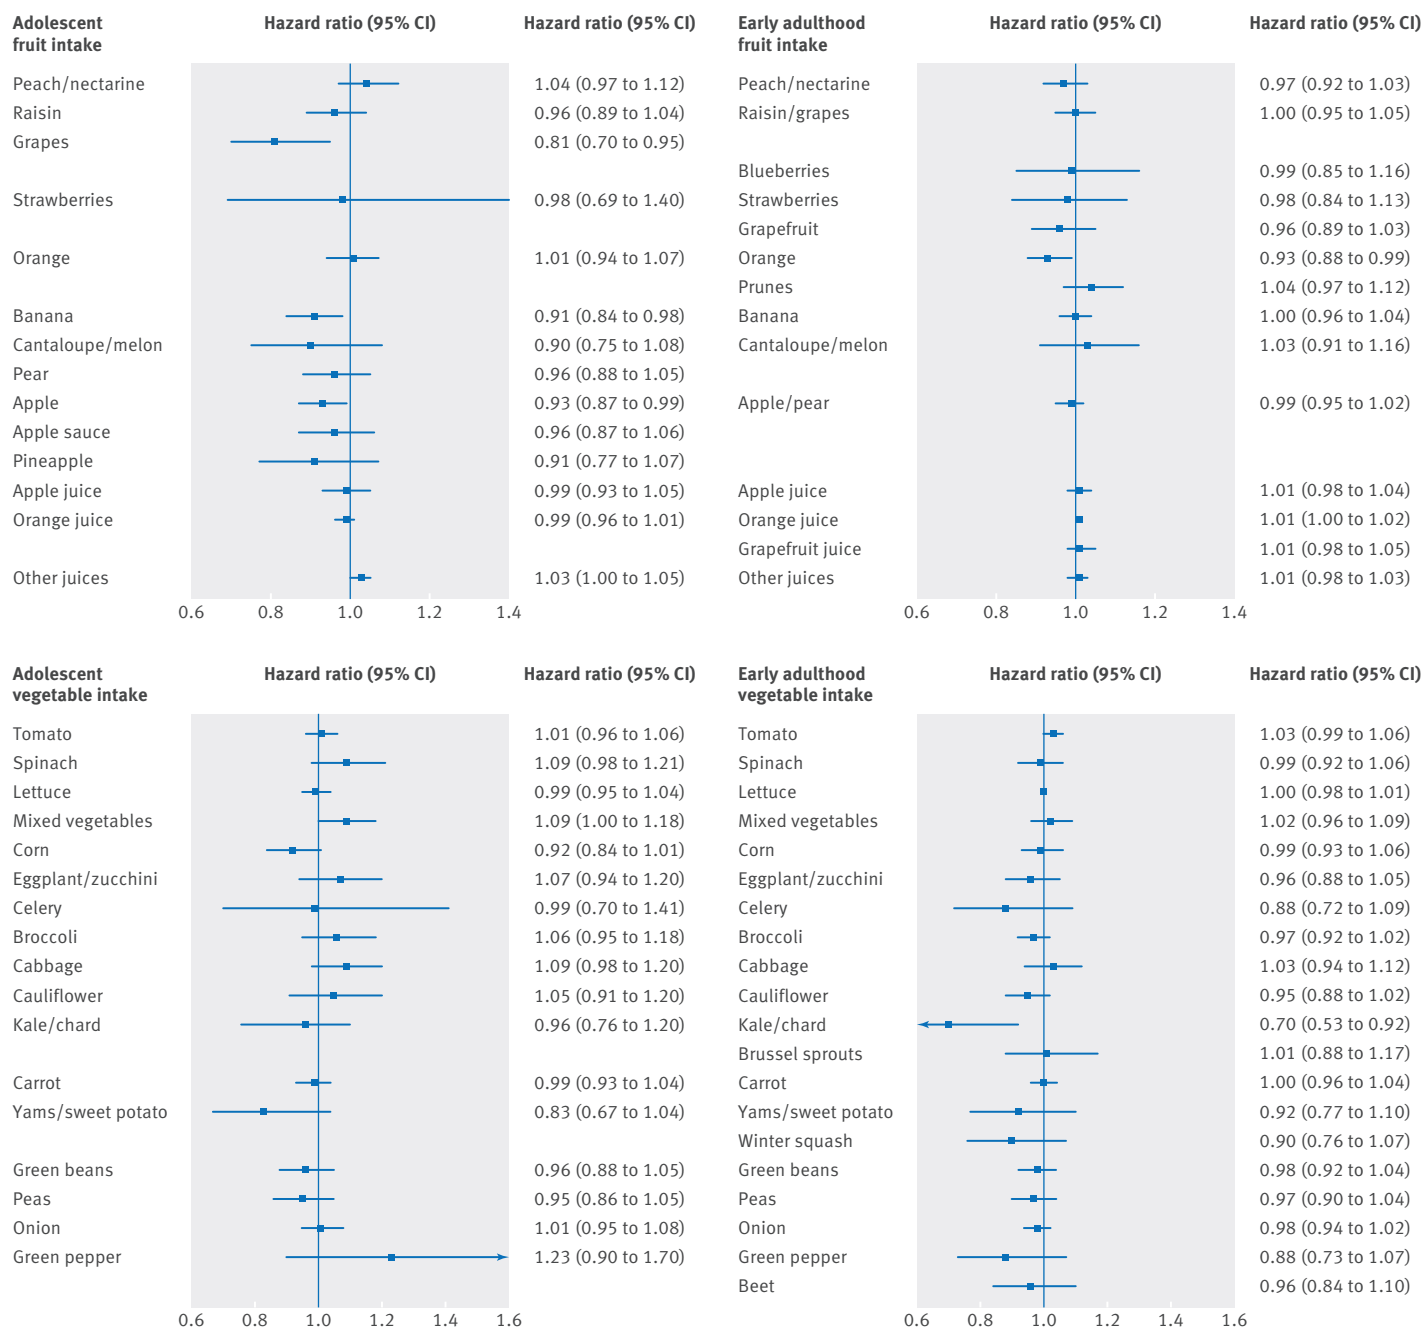 Adolescent
fruit intake
Hazard ratio (95% CI)
Hazard ratio (95% CI)
Peach/nectarine 1.04 (0.97 to 1.12)
Raisin 0.96 (0.89 to 1.04)
Grapes 0.81 (0.70 to 0.95)
Strawberries 0.98 (0.69 to 1.40)
Orange 1.01 (0.94 to 1.07)
Banana 0.91 (0.84 to 0.98)
Cantaloupe/melon 0.90 (0.75 to 1.08)
Pear 0.96 (0.88 to 1.05)
Apple 0.93 (0.87 to 0.99)
Apple sauce 0.96 (0.87 to 1.06)
Pineapple 0.91 (0.77 to 1.07)
Apple juice 0.99 (0.93 to 1.05)
Orange juice 0.99 (0.96 to 1.01)
Other juices 1.03 (1.00 to 1.05)
0.6 0.8 1.0 1.2 1.4
Early adulthood
fruit intake
Hazard ratio (95% CI)
Hazard ratio (95% CI)
Peach/nectarine 0.97 (0.92 to 1.03)
Raisin/grapes 1.00 (0.95 to 1.05)
Blueberries 0.99 (0.85 to 1.16)
Strawberries 0.98 (0.84 to 1.13)
Grapefruit 0.96 (0.89 to 1.03)
Orange 0.93 (0.88 to 0.99)
Prunes 1.04 (0.97 to 1.12)
Banana 1.00 (0.96 to 1.04)
Cantaloupe/melon 1.03 (0.91 to 1.16)
Apple/pear 0.99 (0.95 to 1.02)
Apple juice 1.01 (0.98 to 1.04)
Orange juice 1.01 (1.00 to 1.02)
Grapefruit juice 1.01 (0.98 to 1.05)
Other juices 1.01 (0.98 to 1.03)
0.6 0.8 1.0 1.2 1.4
Adolescent
vegetable intake
Hazard ratio (95% CI)
Hazard ratio (95% CI)
Tomato 1.01 (0.96 to 1.06)
Spinach 1.09 (0.98 to 1.21)
Lettuce 0.99 (0.95 to 1.04)
Mixed vegetables 1.09 (1.00 to 1.18)
Corn 0.92 (0.84 to 1.01)
Eggplant/zucchini 1.07 (0.94 to 1.20)
Celery 0.99 (0.70 to 1.41)
Broccoli 1.06 (0.95 to 1.18)
Cabbage 1.09 (0.98 to 1.20)
Cauliflower 1.05 (0.91 to 1.20)
Kale/chard 0.96 (0.76 to 1.20)
Carrot 0.99 (0.93 to 1.04)
Yams/sweet potato 0.83 (0.67 to 1.04)
Green beans 0.96 (0.88 to 1.05)
Peas 0.95 (0.86 to 1.05)
Onion 1.01 (0.95 to 1.08)
Green pepper 1.23 (0.90 to 1.70)
0.6 0.8 1.0 1.2 1.4 1.6
Early adulthood
vegetable intake
Hazard ratio (95% CI)
Hazard ratio (95% CI)
Tomato 1.03 (0.99 to 1.06)
Spinach 0.99 (0.92 to 1.06)
Lettuce 1.00 (0.98 to 1.01)
Mixed vegetables 1.02 (0.96 to 1.09)
Corn 0.99 (0.93 to 1.06)
Eggplant/zucchini 0.96 (0.88 to 1.05)
Celery 0.88 (0.72 to 1.09)
Broccoli 0.97 (0.92 to 1.02)
Cabbage 1.03 (0.94 to 1.12)
Cauliflower 0.95 (0.88 to 1.02)
Kale/chard 0.70 (0.53 to 0.92)
Brussel sprouts 1.01 (0.88 to 1.17)
Carrot 1.00 (0.96 to 1.04)
Yams/sweet potato 0.92 (0.77 to 1.10)
Winter squash 0.90 (0.76 to 1.07)
Green beans 0.98 (0.92 to 1.04)
Peas 0.97 (0.90 to 1.04)
Onion 0.98 (0.94 to 1.02)
Green pepper 0.88 (0.73 to 1.07)
Beet 0.96 (0.84 to 1.10)
0.6 0.8 1.0 1.2 1.4 1.6